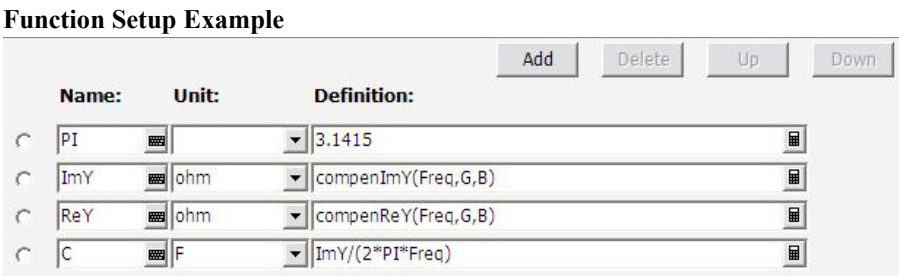 Function Setup Example
Add Delete Up Down
Name: Unit: Definition:
PI 3.1415
ImY ohm compenImY(Freq,G,B)
ReY ohm compenReY(Freq,G,B)
C F ImY/(2*PI*Freq)